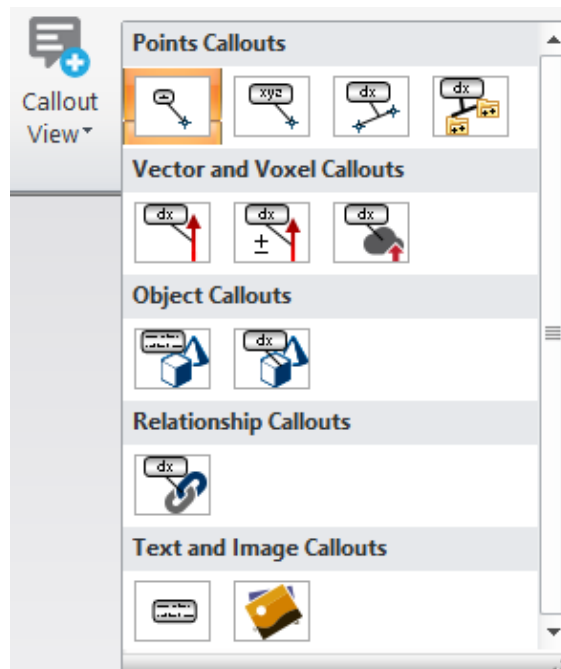 Callout
View
Points Callouts
xyz
dx
dx
Vector and Voxel Callouts
dx
dx
±
dx
Object Callouts
dx
Relationship Callouts
dx
Text and Image Callouts